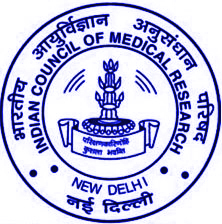 भारतीय आयुर्विज्ञान अनुसंधान परिषद
INDIAN COUNCIL OF MEDICAL RESEARCH
NEW DELHI
नई दिल्ली